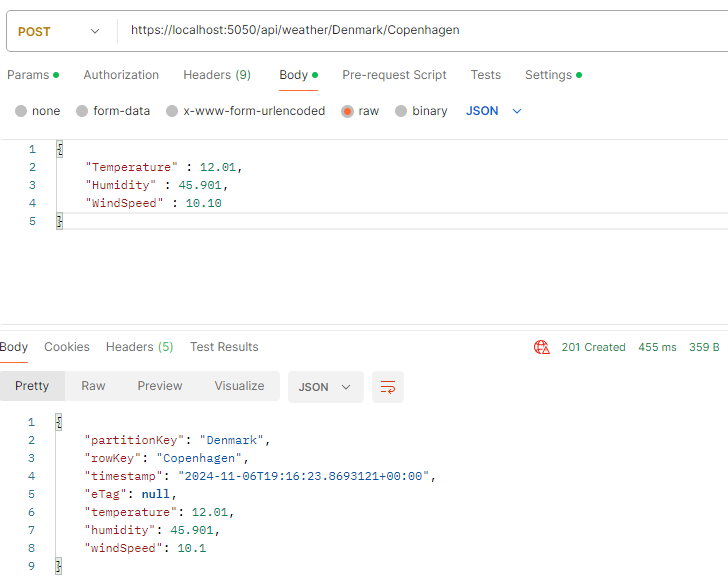 POST https://localhost:5050/api/weather/Denmark/Copenhagen
Params Authorization Headers (9) Body Pre-request Script Tests Settings
none form-data x-www-form-urlencoded raw binary JSON
1 {
2 "Temperature" : 12.01,
3 "Humidity" : 45.901,
4 "WindSpeed" : 10.10
5 }
Body Cookies Headers (5) Test Results 201 Created 455 ms 359 B
Pretty Raw Preview Visualize JSON
1 {
2 "partitionKey": "Denmark",
3 "rowKey": "Copenhagen",
4 "timestamp": "2024-11-06T19:16:23.8693121+00:00",
5 "eTag": null,
6 "temperature": 12.01,
7 "humidity": 45.901,
8 "windSpeed": 10.1
9 }